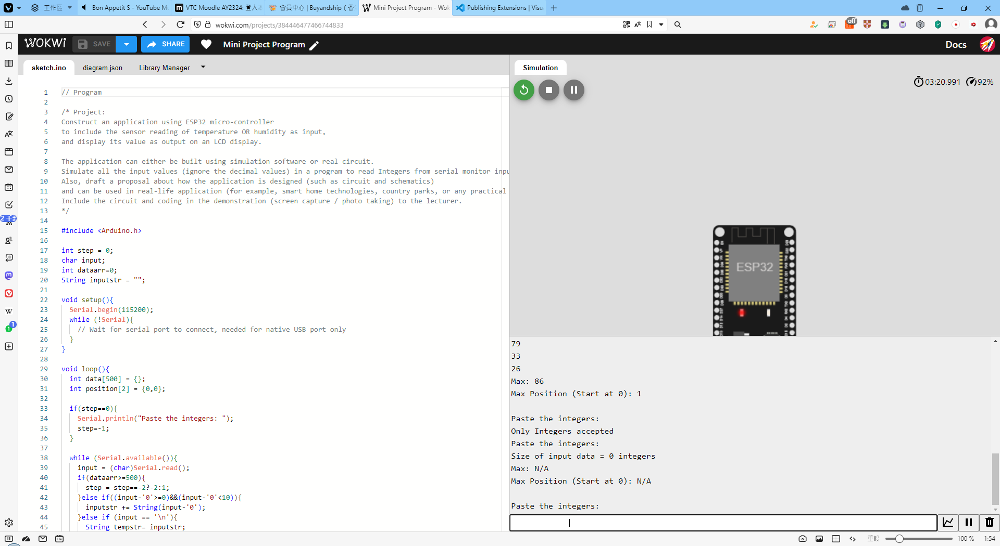 工作區
Bon Appetit S - YouTube Mu
VTC Moodle AY2324: 登入本
會員中心 | Buyandship (香
Mini Project Program - Wok
Publishing Extensions | Visu
wokwi.com/projects/384446477466744833
off
WOKWI
SAVE
SHARE
Mini Project Program
Docs
sketch.ino
diagram.json
Library Manager
Simulation
03:20.991
92%
1 // Program
2
3 /* Project:
4 Construct an application using ESP32 micro-controller
5 to include the sensor reading of temperature OR humidity as input,
6 and display its value as output on an LCD display.
7
8 The application can either be built using simulation software or real circuit.
9 Simulate all the input values (ignore the decimal values) in a program to read Integers from serial monitor inpu
10 Also, draft a proposal about how the application is designed (such as circuit and schematics)
11 and can be used in real-life application (for example, smart home technologies, country parks, or any practical
12 Include the circuit and coding in the demonstration (screen capture / photo taking) to the lecturer.
13 */
14
15 #include <Arduino.h>
16
17 int step = 0;
18 char input;
19 int dataarr=0;
20 String inputstr = "";
21
22 void setup(){
23 Serial.begin(115200);
24 while (!Serial){
25 // Wait for serial port to connect, needed for native USB port only
26 }
27 }
28
29 void loop(){
30 int data[500] = {};
31 int position[2] = {0,0};
32
33 if(step==0){
34 Serial.println("Paste the integers: ");
35 step=-1;
36 }
37
38 while (Serial.available()){
39 input = (char)Serial.read();
40 if(dataarr>=500){
41 step = step==-2?-2:1;
42 }else if((input-'0'>=0)&&(input-'0'<10)){
43 inputstr += String(input-'0');
44 }else if (input == '\n'){
45 String tempstr= inputstr;
ESP32
79
33
26
Max: 86
Max Position (Start at 0): 1
Paste the integers:
Only Integers accepted
Paste the integers:
Size of input data = 0 integers
Max: N/A
Max Position (Start at 0): N/A
Paste the integers:
重設
100 %
1:54